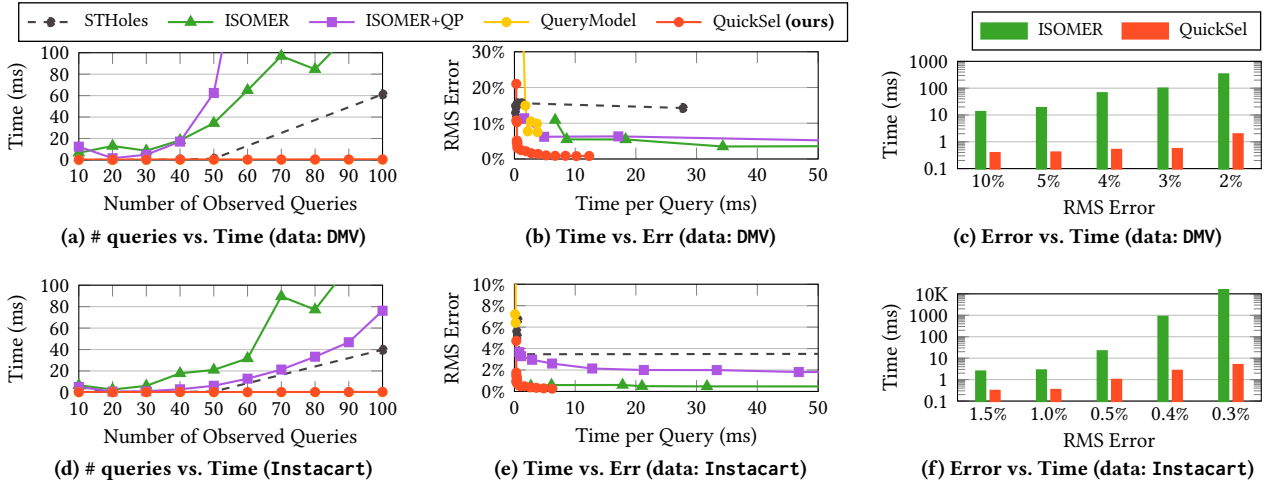 STHoles ISOMER ISOMER+QP QueryModel QuickSel (ours)
ISOMER QuickSel
Time (ms)
100
80
60
40
20
0
10 20 30 40 50 60 70 80 90 100
Number of Observed Queries
(a) # queries vs. Time (data: DMV)
RMS Error
30%
20%
10%
0%
0 10 20 30 40 50
Time per Query (ms)
(b) Time vs. Err (data: DMV)
Time (ms)
1000
100
10
1
0.1
10% 5% 4% 3% 2%
RMS Error
(c) Error vs. Time (data: DMV)
Time (ms)
100
80
60
40
20
0
10 20 30 40 50 60 70 80 90 100
Number of Observed Queries
(d) # queries vs. Time (Instacart)
RMS Error
10%
8%
6%
4%
2%
0%
0 10 20 30 40 50
Time per Query (ms)
(e) Time vs. Err (data: Instacart)
Time (ms)
10K
1000
100
10
1
0.1
1.5% 1.0% 0.5% 0.4% 0.3%
RMS Error
(f) Error vs. Time (data: Instacart)